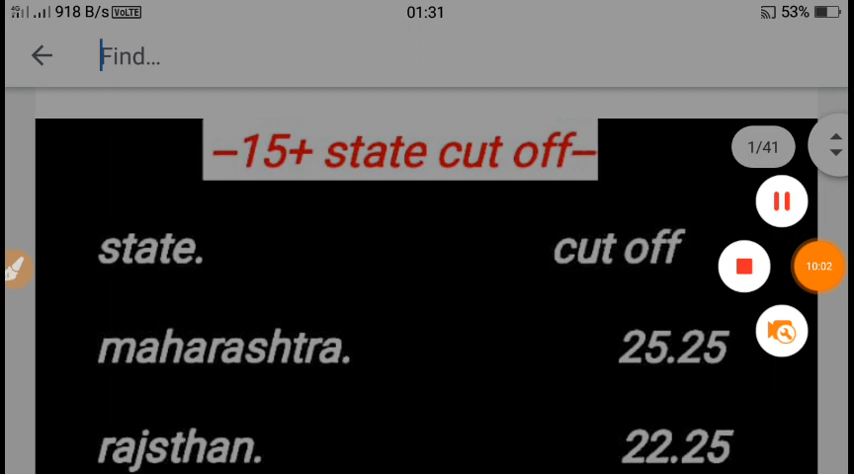 4G 918 B/s VoLTE 01:31 53%
Find...
–15+ state cut off–
1/41
state. cut off
10:02
maharashtra. 25.25
rajsthan. 22.25